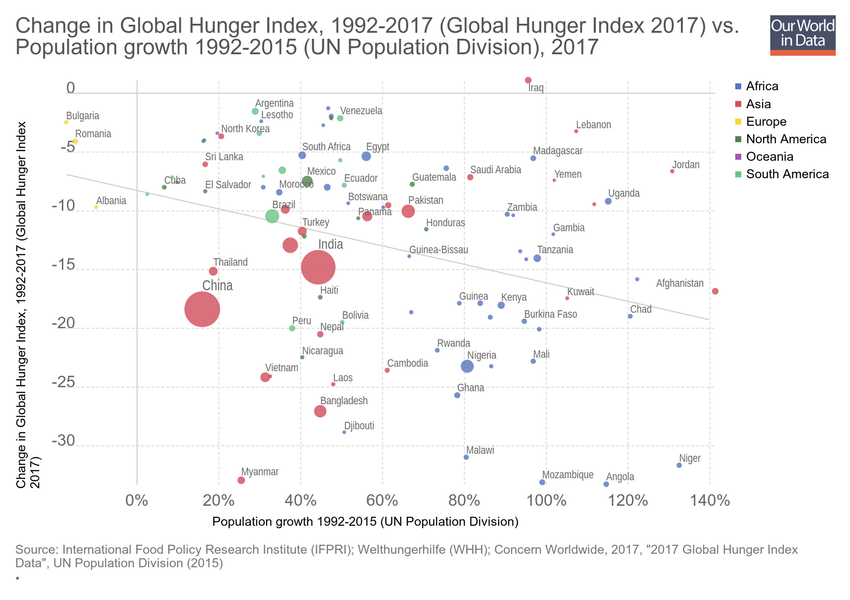 Change in Global Hunger Index, 1992-2017 (Global Hunger Index 2017) vs.
Population growth 1992-2015 (UN Population Division), 2017
Our World
in Data
0
-5
-10
-15
-20
-25
-30
Change in Global Hunger Index, 1992-2017 (Global Hunger Index
2017)
Iraq
Argentina
Bulgaria
Lesotho
Venezuela
Romania
North Korea
Lebanon
Sri Lanka
South Africa
Egypt
Madagascar
Cuba
El Salvador
Morocco
Mexico
Ecuador
Guatemala
Saudi Arabia
Yemen
Jordan
Albania
Brazil
Botswana
Panama
Pakistan
Zambia
Uganda
Turkey
Honduras
Gambia
India
Guinea-Bissau
Tanzania
Thailand
China
Haiti
Guinea
Kenya
Kuwait
Afghanistan
Peru
Bolivia
Nepal
Burkina Faso
Chad
Nicaragua
Rwanda
Vietnam
Laos
Cambodia
Nigeria
Mali
Bangladesh
Ghana
Djibouti
Myanmar
Malawi
Mozambique
Angola
Niger
0%
20%
40%
60%
80%
100%
120%
140%
Population growth 1992-2015 (UN Population Division)
Africa
Asia
Europe
North America
Oceania
South America
Source: International Food Policy Research Institute (IFPRI); Welthungerhilfe (WHH); Concern Worldwide, 2017, "2017 Global Hunger Index
Data", UN Population Division (2015)
•